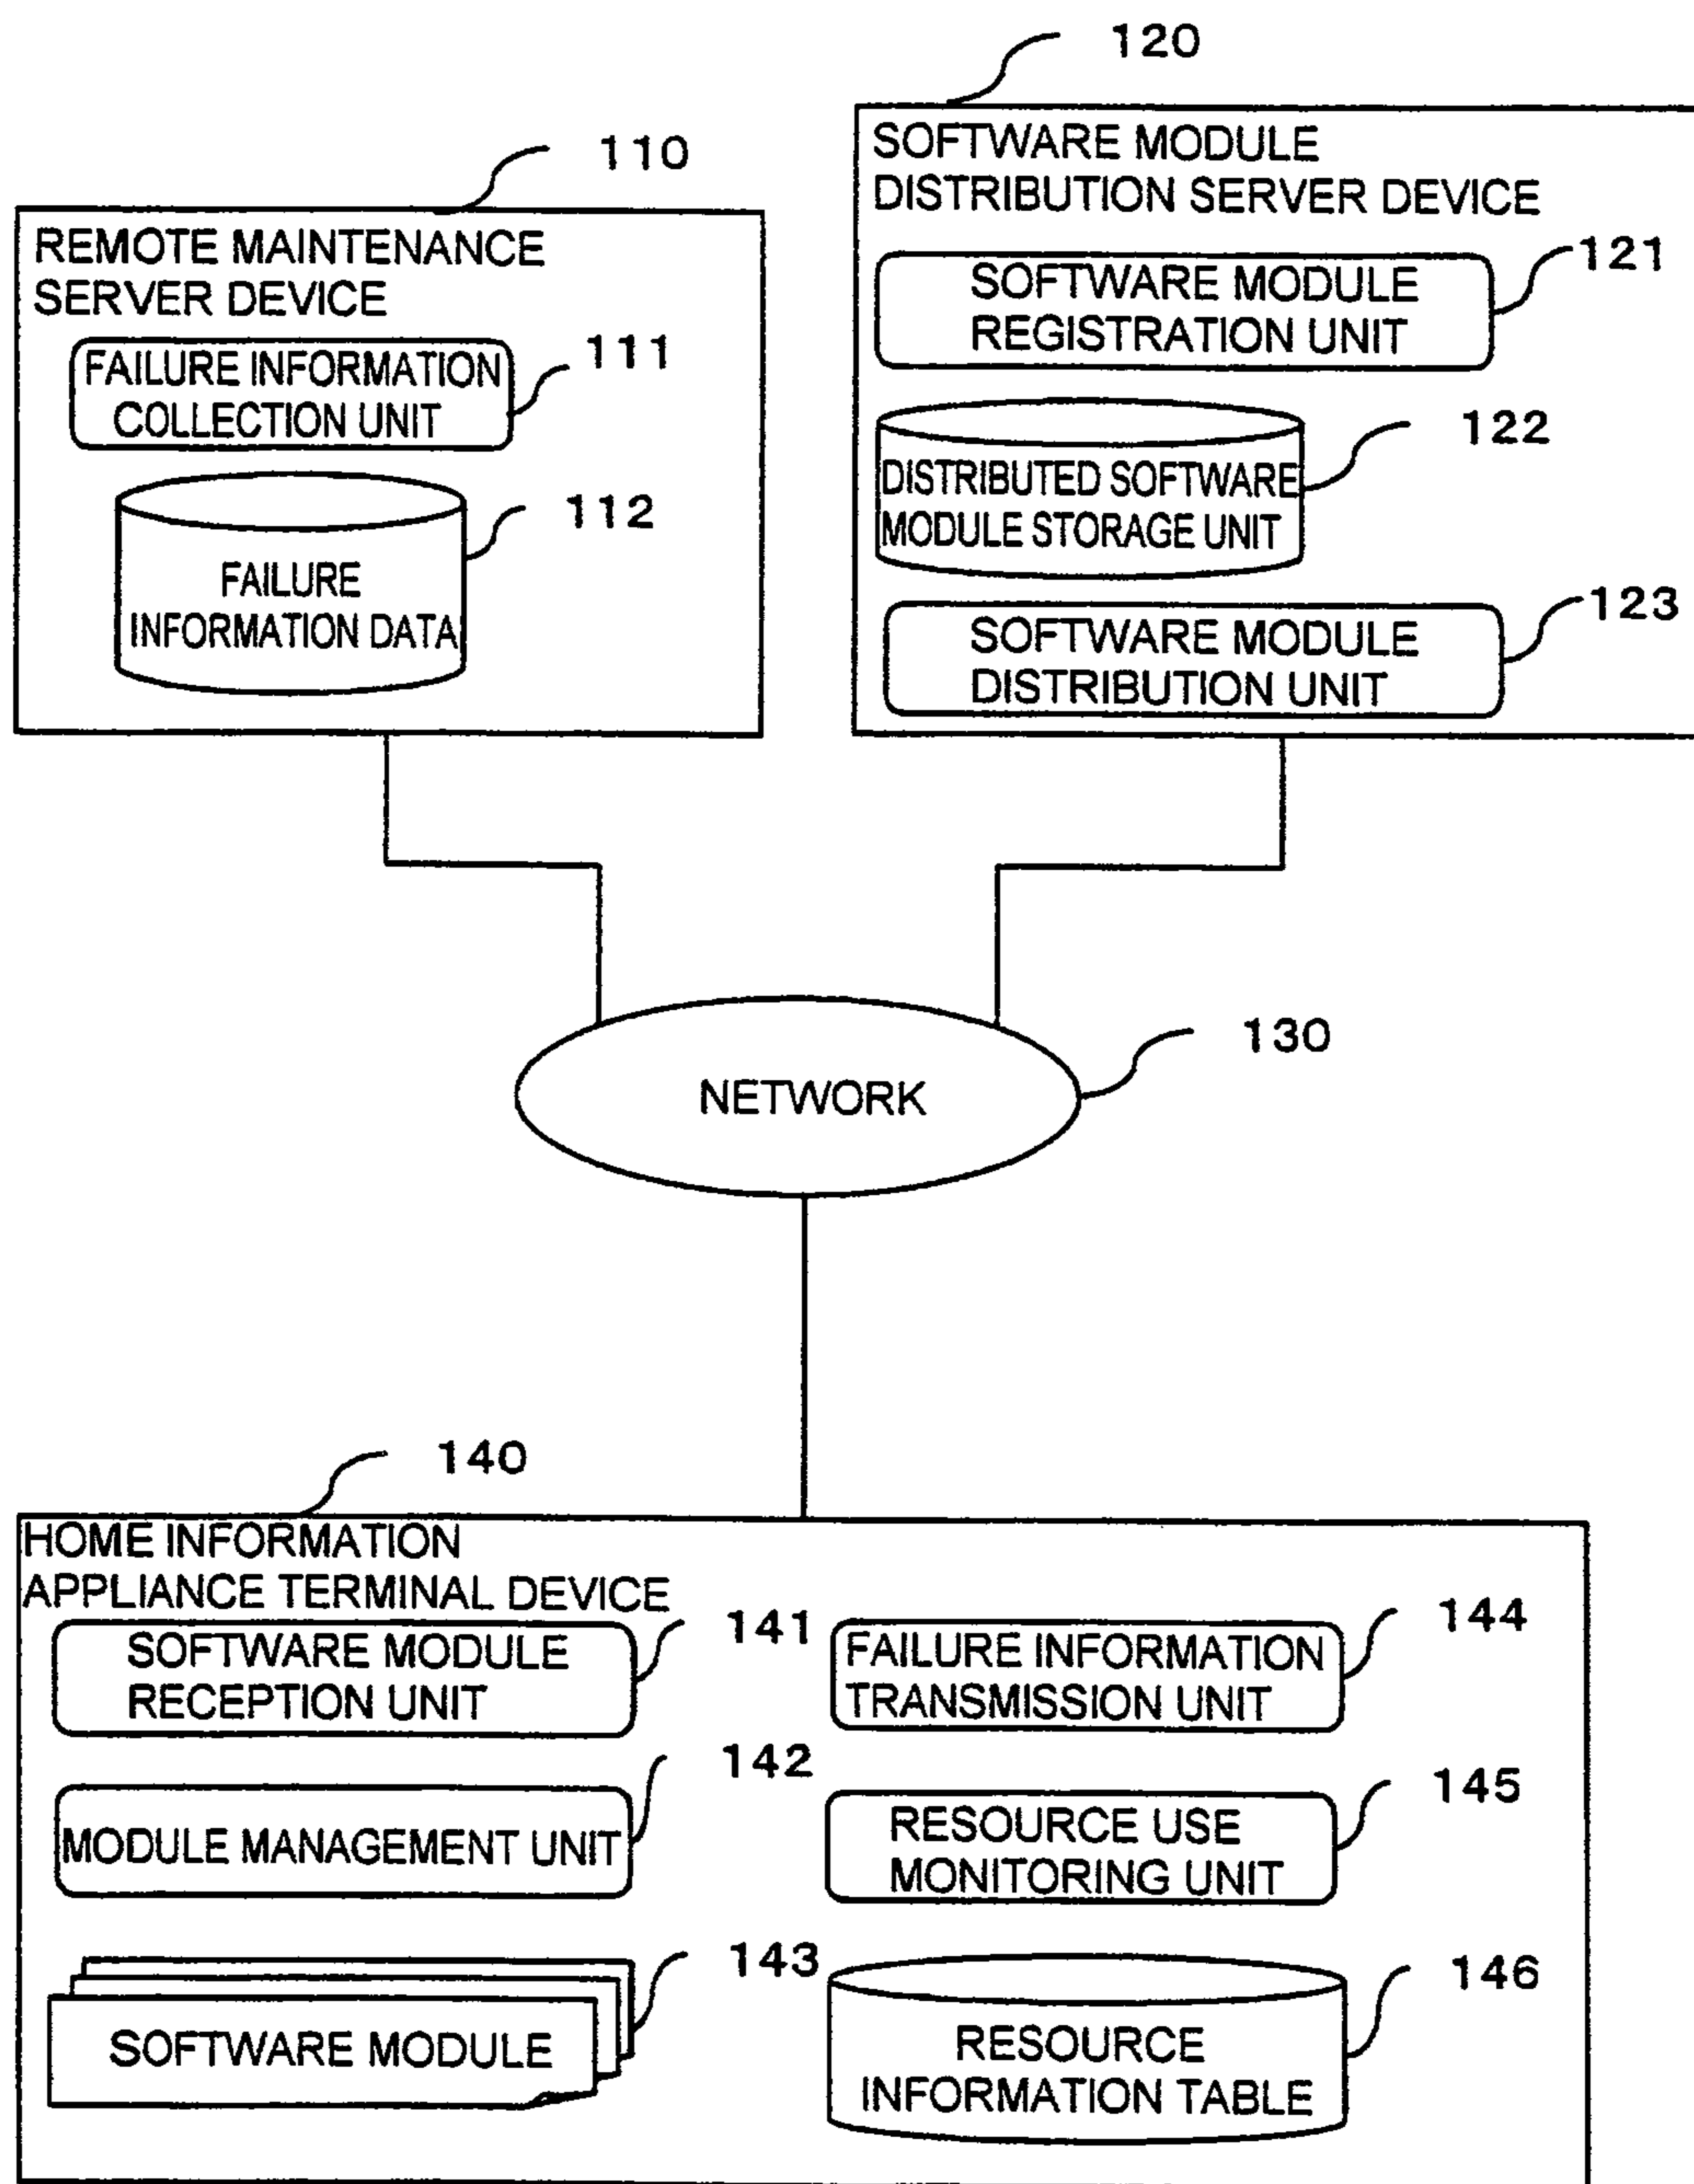 120
110
SOFTWARE MODULE
DISTRIBUTION SERVER DEVICE
REMOTE MAINTENANCE
SERVER DEVICE
121
SOFTWARE MODULE
REGISTRATION UNIT
111
FAILURE INFORMATION
COLLECTION UNIT
122
DISTRIBUTED SOFTWARE
MODULE STORAGE UNIT
112
FAILURE
INFORMATION DATA
123
SOFTWARE MODULE
DISTRIBUTION UNIT
130
NETWORK
140
HOME INFORMATION
APPLIANCE TERMINAL DEVICE
141
SOFTWARE MODULE
RECEPTION UNIT
144
FAILURE INFORMATION
TRANSMISSION UNIT
142
MODULE MANAGEMENT UNIT
145
RESOURCE USE
MONITORING UNIT
143
SOFTWARE MODULE
146
RESOURCE
INFORMATION TABLE